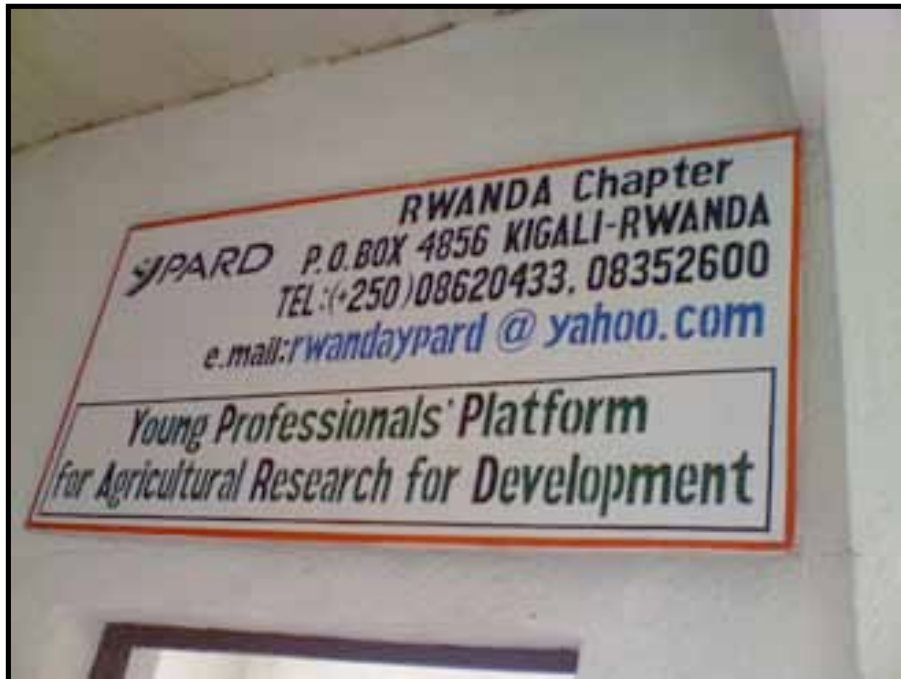 RWANDA Chapter
YPARD P.O.BOX 4856 KIGALI-RWANDA
TEL:(+250)08620433, 08352600
e.mail:rwandaypard@yahoo.com
Young Professionals' Platform
for Agricultural Research for Development